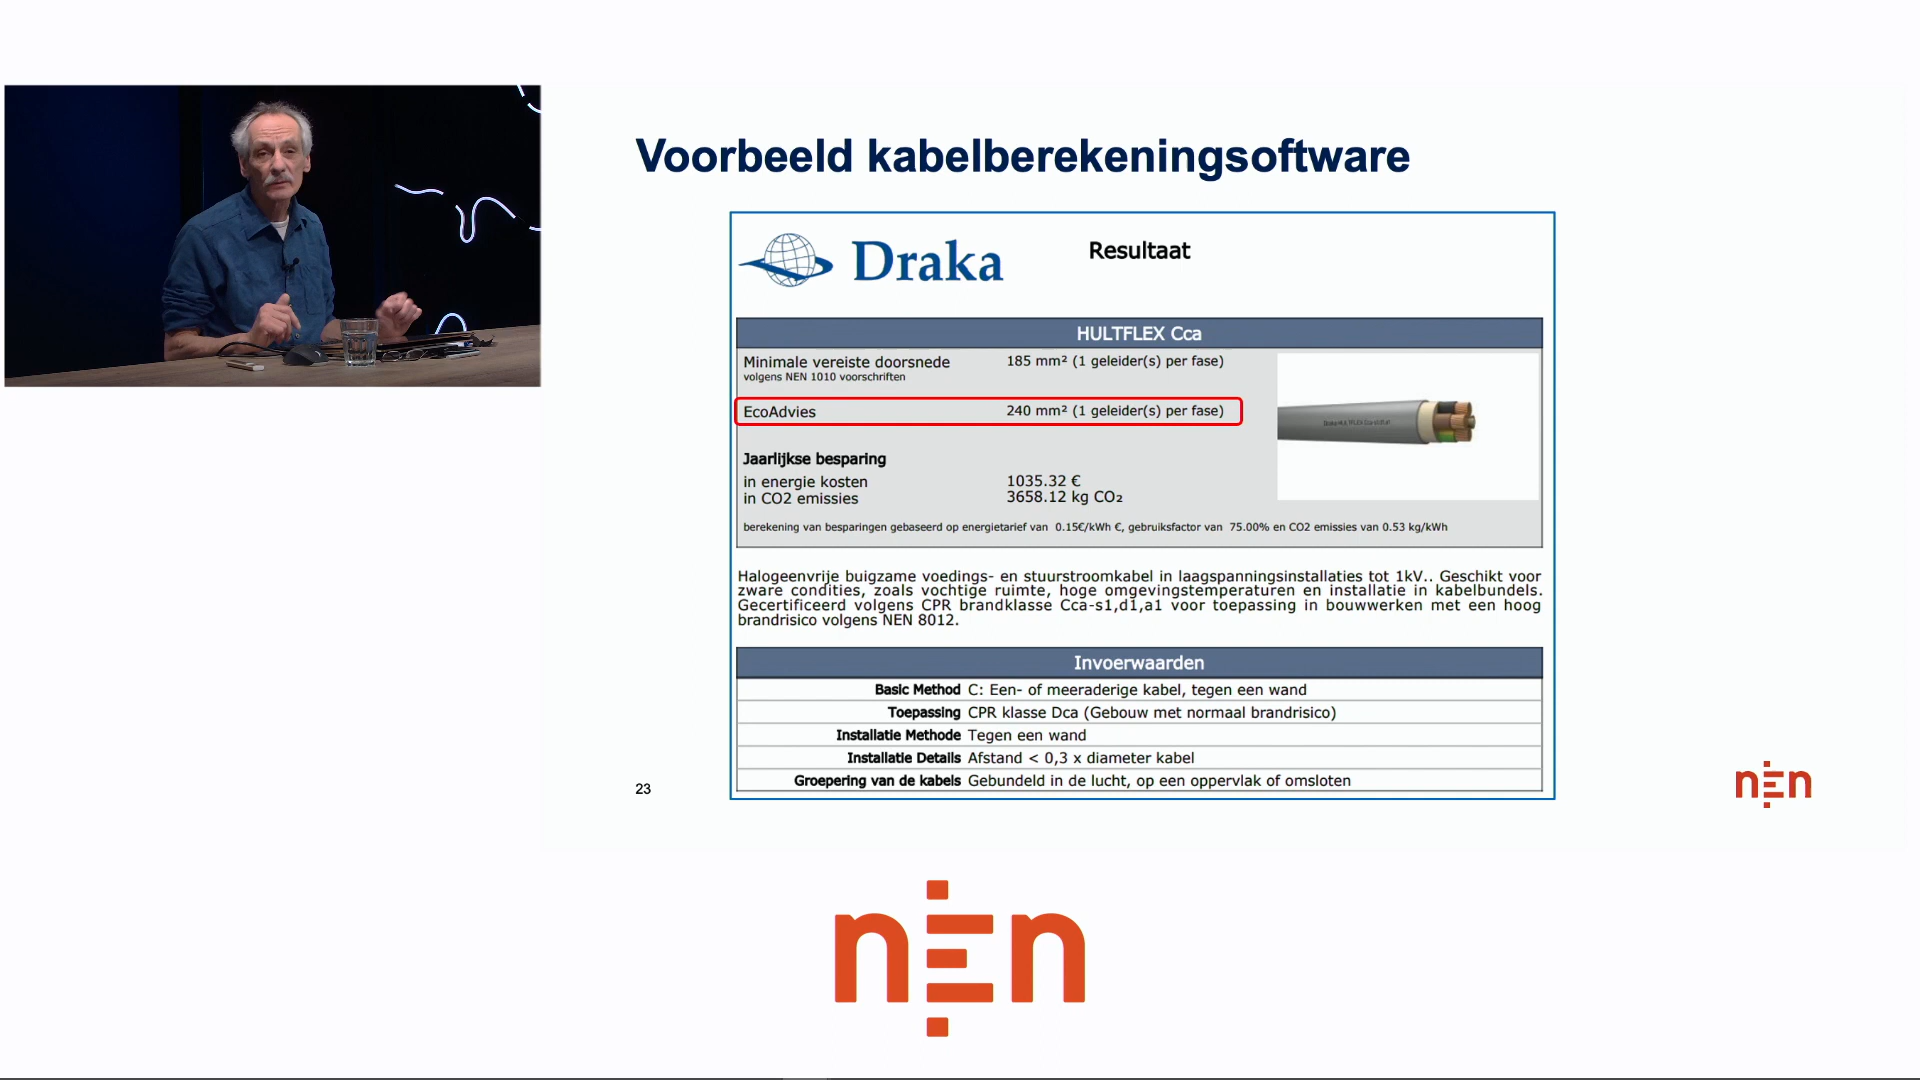 Voorbeeld kabelberekeningsoftware
Draka
Resultaat
HULTFLEX Cca
Minimale vereiste doorsnede 185 mm² (1 geleider(s) per fase)
volgens NEN 1010 voorschriften
EcoAdvies 240 mm² (1 geleider(s) per fase)
Jaarlijkse besparing
in energie kosten 1035.32 €
in CO2 emissies 3658.12 kg CO₂
berekening van besparingen gebaseerd op energietarief van 0.15€/kWh €, gebruiksfactor van 75.00% en CO2 emissies van 0.53 kg/kWh
Halogeenvrije buigzame voedings- en stuurstroomkabel in laagspanningsinstallaties tot 1kV.. Geschikt voor
zware condities, zoals vochtige ruimte, hoge omgevingstemperaturen en installatie in kabelbundels.
Gecertificeerd volgens CPR brandklasse Cca-s1,d1,a1 voor toepassing in bouwwerken met een hoog
brandrisico volgens NEN 8012.
Invoerwaarden
Basic Method C: Een- of meeraderige kabel, tegen een wand
Toepassing CPR klasse Dca (Gebouw met normaal brandrisico)
Installatie Methode Tegen een wand
Installatie Details Afstand < 0,3 x diameter kabel
Groepering van de kabels Gebundeld in de lucht, op een oppervlak of omsloten
23
nen
nen